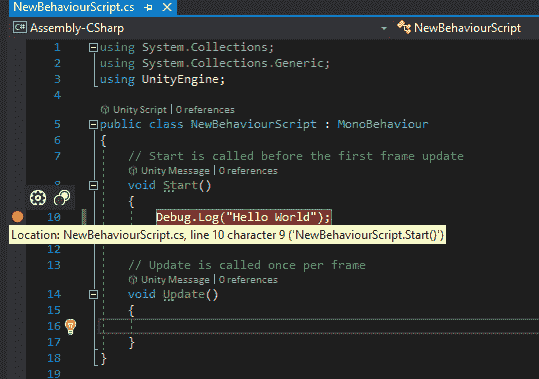 NewBehaviourScript.cs
Assembly-CSharp NewBehaviourScript
1 using System.Collections;
2 using System.Collections.Generic;
3 using UnityEngine;
4
Unity Script | 0 references
5 public class NewBehaviourScript : MonoBehaviour
6 {
7 // Start is called before the first frame update
Unity Message | 0 references
void Start()
{
10 Debug.Log("Hello World");
Location: NewBehaviourScript.cs, line 10 character 9 ('NewBehaviourScript.Start()')
12
13 // Update is called once per frame
Unity Message | 0 references
14 void Update()
15 {
16
17 }
18 }
19